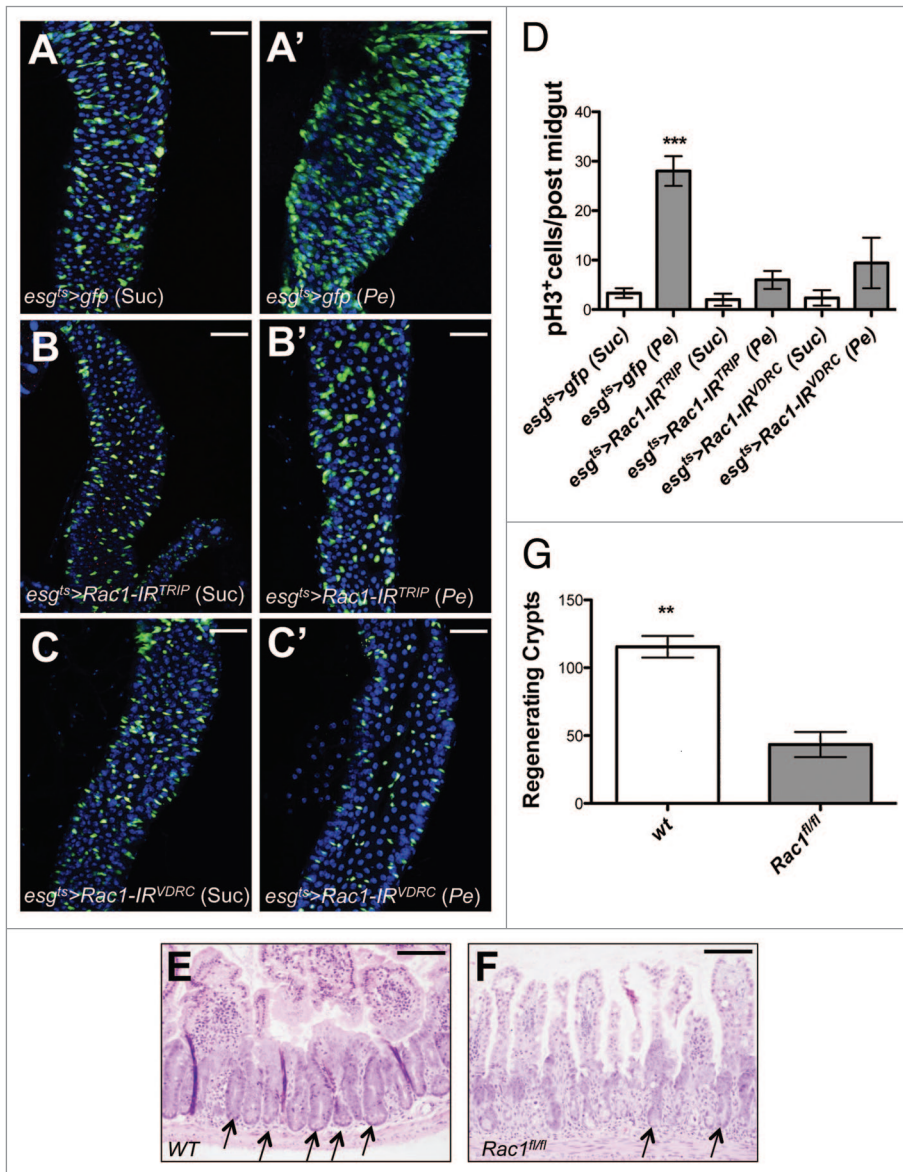 A
esg^ts>gfp (Suc)
A'
esg^ts>gfp (Pe)
B
esg^ts>Rac1-IR^TRIP (Suc)
B'
esg^ts>Rac1-IR^TRIP (Pe)
C
esg^ts>Rac1-IR^VDRC (Suc)
C'
esg^ts>Rac1-IR^VDRC (Pe)
D
pH3⁺cells/post midgut
40
30
20
10
0
***
esg^ts>gfp (Suc)
esg^ts>gfp (Pe)
esg^ts>Rac1-IR^TRIP (Suc)
esg^ts>Rac1-IR^TRIP (Pe)
esg^ts>Rac1-IR^VDRC (Suc)
esg^ts>Rac1-IR^VDRC (Pe)
G
Regenerating Crypts
150
100
50
0
**
wt
Rac1^fl/fl
E
WT
F
Rac1^fl/fl